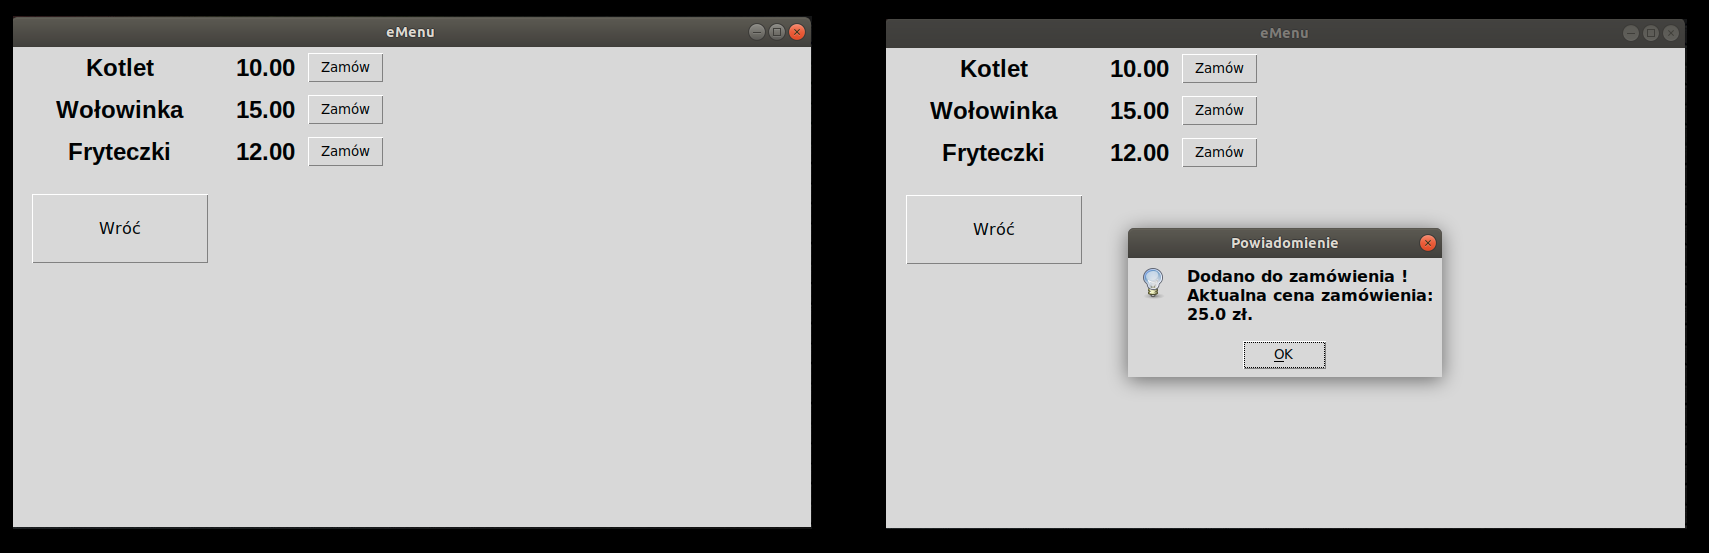 eMenu
Kotlet 10.00 Zamów
Wołowinka 15.00 Zamów
Fryteczki 12.00 Zamów
Wróć
eMenu
Kotlet 10.00 Zamów
Wołowinka 15.00 Zamów
Fryteczki 12.00 Zamów
Wróć
Powiadomienie
Dodano do zamówienia !
Aktualna cena zamówienia:
25.0 zł.
OK